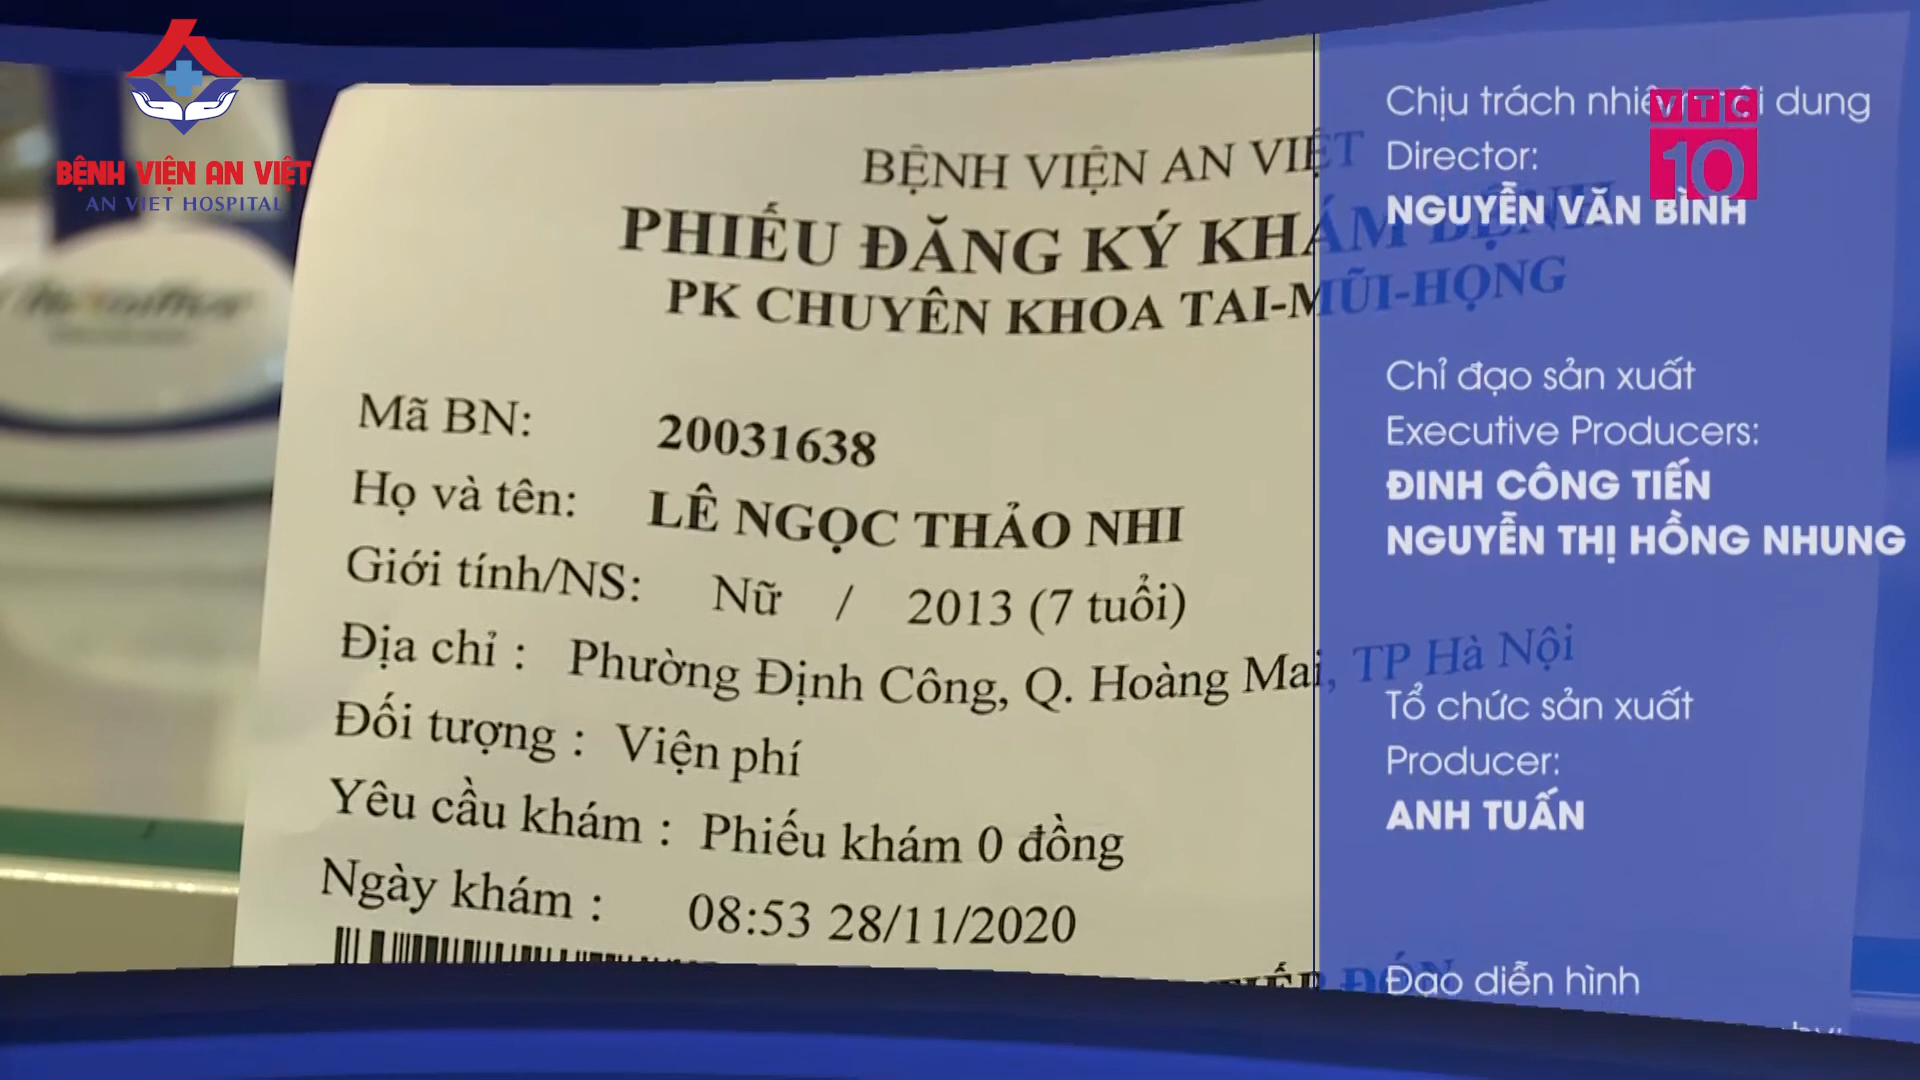 BỆNH VIỆN AN VIỆT
AN VIET HOSPITAL
BỆNH VIỆN AN VIỆT
PHIẾU ĐĂNG KÝ KHÁM BỆNH
PK CHUYÊN KHOA TAI-MŨI-HỌNG
Mã BN: 20031638
Họ và tên: LÊ NGỌC THẢO NHI
Giới tính/NS: Nữ / 2013 (7 tuổi)
Địa chỉ : Phường Định Công, Q. Hoàng Mai, TP Hà Nội
Đối tượng : Viện phí
Yêu cầu khám : Phiếu khám 0 đồng
Ngày khám : 08:53 28/11/2020
VTC
10
Chịu trách nhiệm nội dung
Director:
NGUYỄN VĂN BÌNH
Chỉ đạo sản xuất
Executive Producers:
ĐINH CÔNG TIẾN
NGUYỄN THỊ HỒNG NHUNG
Tổ chức sản xuất
Producer:
ANH TUẤN
Đạo diễn hình